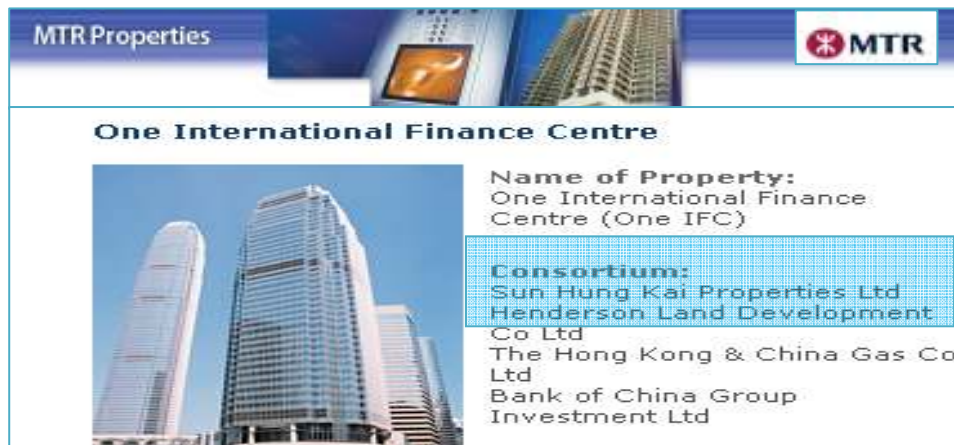 MTR Properties
MTR
One International Finance Centre
Name of Property:
One International Finance
Centre (One IFC)
Consortium:
Sun Hung Kai Properties Ltd
Henderson Land Development
Co Ltd
The Hong Kong & China Gas Co
Ltd
Bank of China Group
Investment Ltd